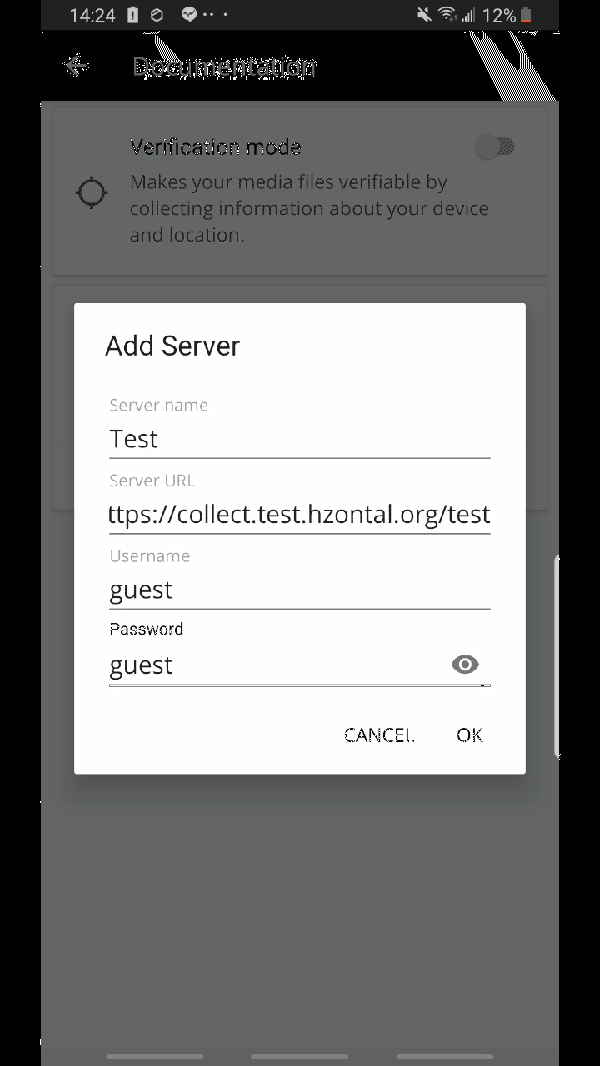 14:24
12%
Documentation
Verification mode
Makes your media files verifiable by
collecting information about your device
and location.
Add Server
Server name
Test
Server URL
ttps://collect.test.hzontal.org/test
Username
guest
Password
guest
CANCEL OK